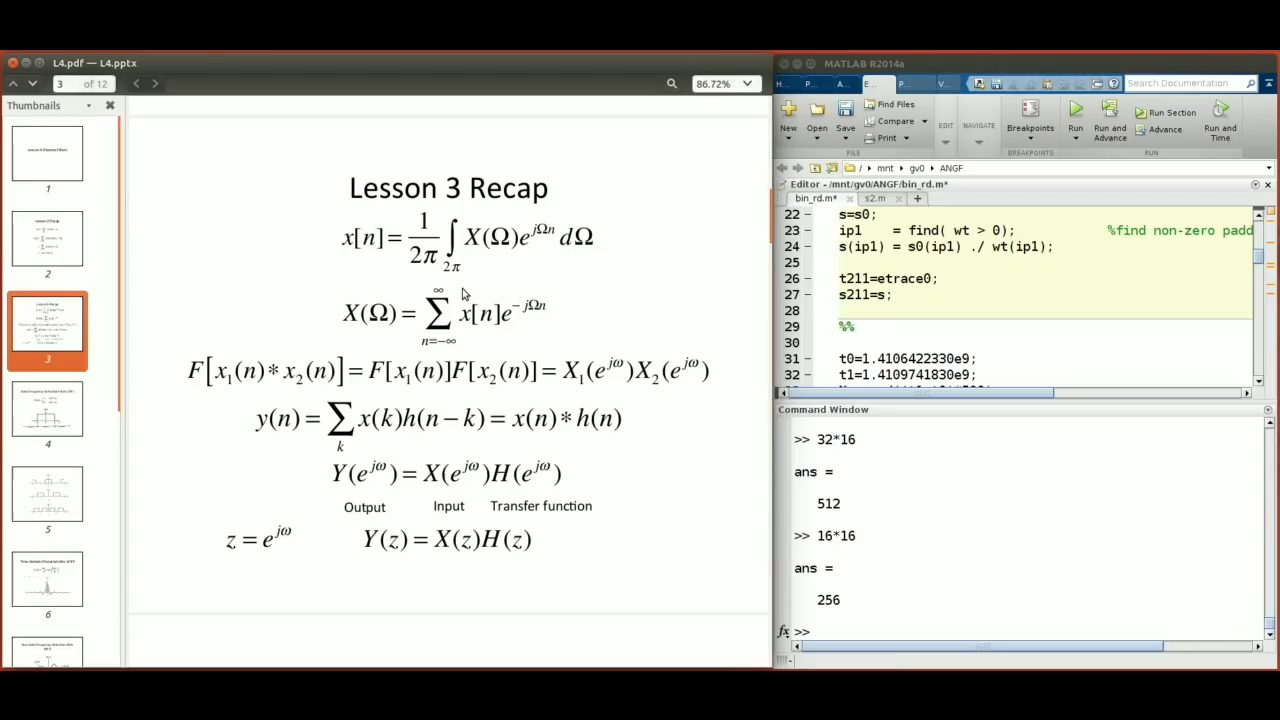 L4.pdf — L4.pptx
3 of 12
86.72%
Thumbnails
1
2
3
4
5
6
Lesson 3 Recap
x[n] = 1/2π ∫2π X(Ω)e^{jΩn} dΩ
X(Ω) = ∑_{n=−∞}^{∞} x[n]e^{−jΩn}
F[x₁(n)∗x₂(n)] = F[x₁(n)]F[x₂(n)] = X₁(e^{jω})X₂(e^{jω})
y(n) = ∑_k x(k)h(n−k) = x(n)∗h(n)
Y(e^{jω}) = X(e^{jω})H(e^{jω})
Output Input Transfer function
z = e^{jω} Y(z) = X(z)H(z)
MATLAB R2014a
H... P... A... E... P... V...
Search Documentation
New Open Save
Find Files
Compare
Print
EDIT
NAVIGATE
Breakpoints
Run
Run and Advance
Run Section
Advance
Run and Time
FILE
BREAKPOINTS
RUN
/ mnt gv0 ANGF
Editor - /mnt/gv0/ANGF/bin_rd.m*
bin_rd.m* s2.m +
22 s=s0;
23 ip1 = find( wt > 0); %find non-zero padd
24 s(ip1) = s0(ip1) ./ wt(ip1);
25
26 t211=etrace0;
27 s211=s;
28
29 %%
30
31 t0=1.4106422330e9;
32 t1=1.4109741830e9;
Command Window
>> 32*16
ans =
512
>> 16*16
ans =
256
fx >>